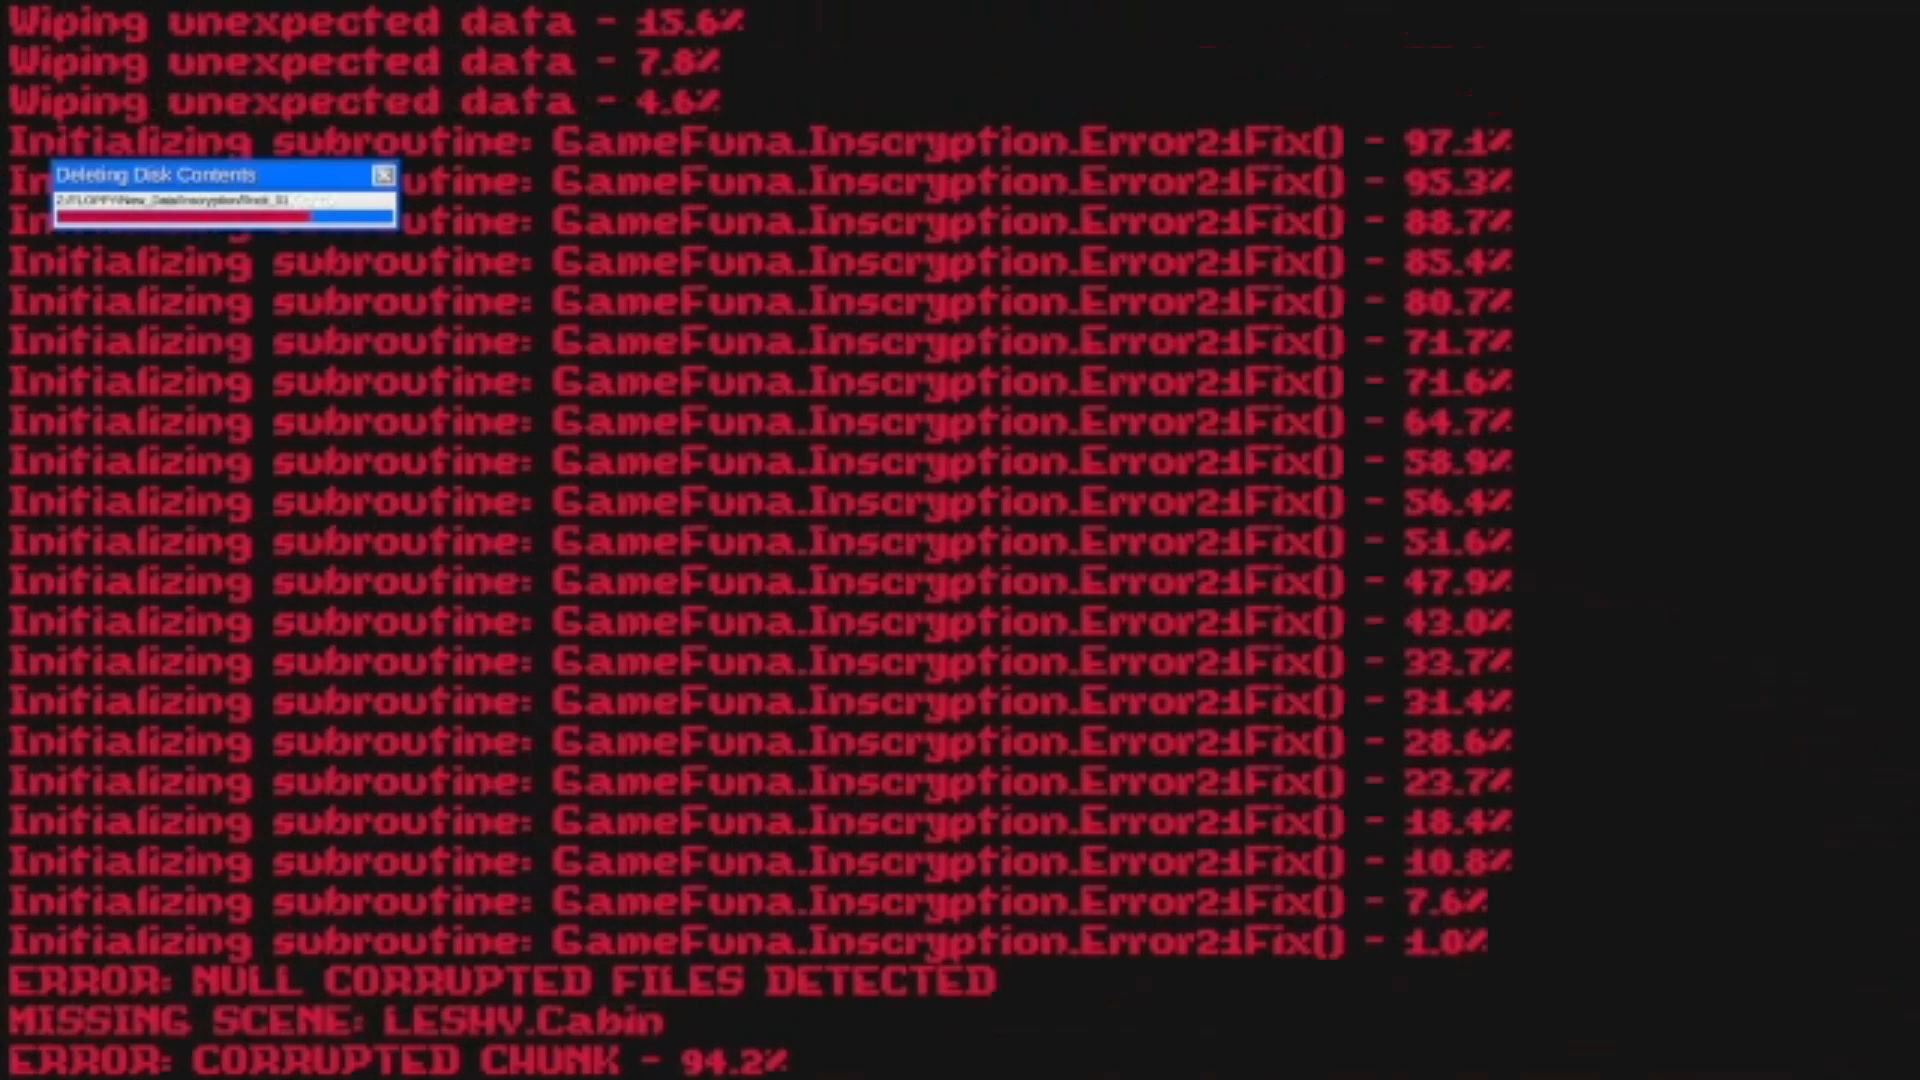 Wiping unexpected data - 15.6%
Wiping unexpected data - 7.8%
Wiping unexpected data - 4.6%
Initializing subroutine: GameFuna.Inscryption.Error21Fix() - 97.1%
Deleting Disk Contents
In utine: GameFuna.Inscryption.Error21Fix() - 95.3%
In utine: GameFuna.Inscryption.Error21Fix() - 88.7%
Initializing subroutine: GameFuna.Inscryption.Error21Fix() - 85.4%
Initializing subroutine: GameFuna.Inscryption.Error21Fix() - 80.7%
Initializing subroutine: GameFuna.Inscryption.Error21Fix() - 71.7%
Initializing subroutine: GameFuna.Inscryption.Error21Fix() - 71.6%
Initializing subroutine: GameFuna.Inscryption.Error21Fix() - 64.7%
Initializing subroutine: GameFuna.Inscryption.Error21Fix() - 58.9%
Initializing subroutine: GameFuna.Inscryption.Error21Fix() - 56.4%
Initializing subroutine: GameFuna.Inscryption.Error21Fix() - 51.6%
Initializing subroutine: GameFuna.Inscryption.Error21Fix() - 47.9%
Initializing subroutine: GameFuna.Inscryption.Error21Fix() - 43.0%
Initializing subroutine: GameFuna.Inscryption.Error21Fix() - 33.7%
Initializing subroutine: GameFuna.Inscryption.Error21Fix() - 31.4%
Initializing subroutine: GameFuna.Inscryption.Error21Fix() - 28.6%
Initializing subroutine: GameFuna.Inscryption.Error21Fix() - 23.7%
Initializing subroutine: GameFuna.Inscryption.Error21Fix() - 18.4%
Initializing subroutine: GameFuna.Inscryption.Error21Fix() - 10.8%
Initializing subroutine: GameFuna.Inscryption.Error21Fix() - 7.6%
Initializing subroutine: GameFuna.Inscryption.Error21Fix() - 1.0%
ERROR: NULL CORRUPTED FILES DETECTED
MISSING SCENE: LESHY.Cabin
ERROR: CORRUPTED CHUNK - 94.2%